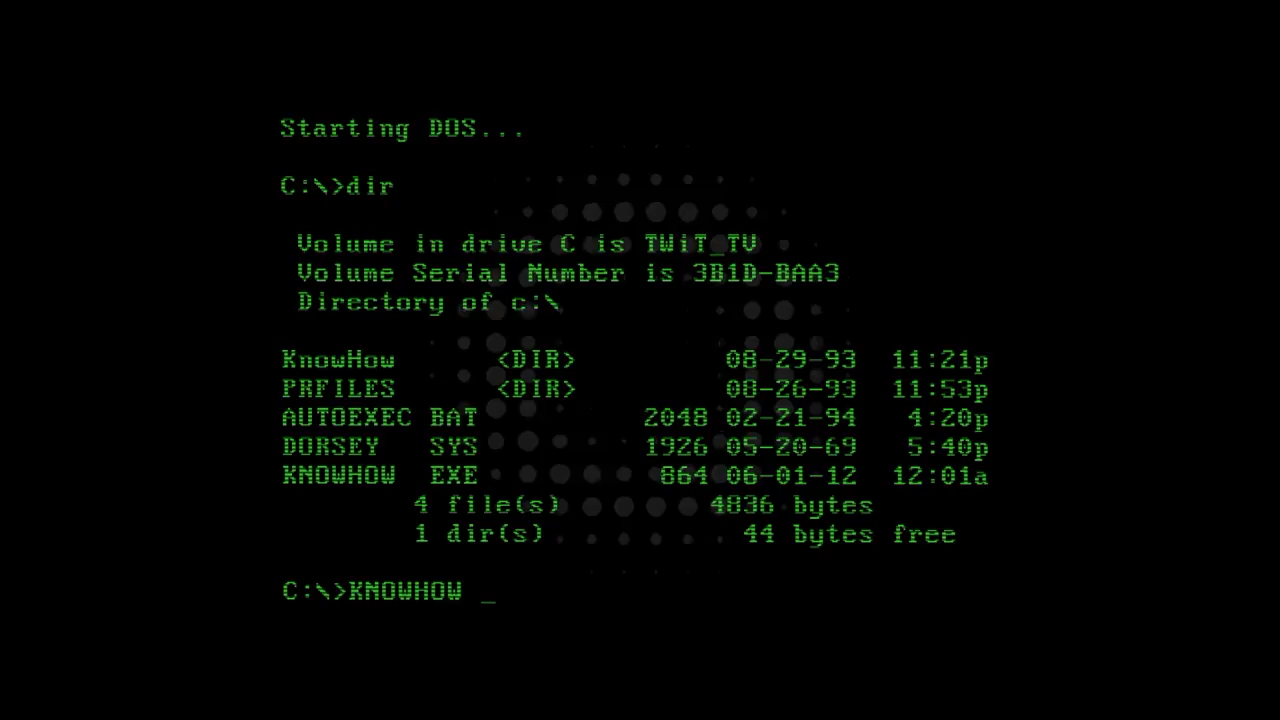 Starting DOS...
C:\>dir
Volume in drive C is TWiT_TV
Volume Serial Number is 3B1D-BAA3
Directory of c:\
KnowHow <DIR> 08-29-93 11:21p
PRFILES <DIR> 08-26-93 11:53p
AUTOEXEC BAT 2048 02-21-94 4:20p
DORSEY SYS 1926 05-20-69 5:40p
KNOWHOW EXE 864 06-01-12 12:01a
4 file(s) 4836 bytes
1 dir(s) 44 bytes free
C:\>KNOWHOW _